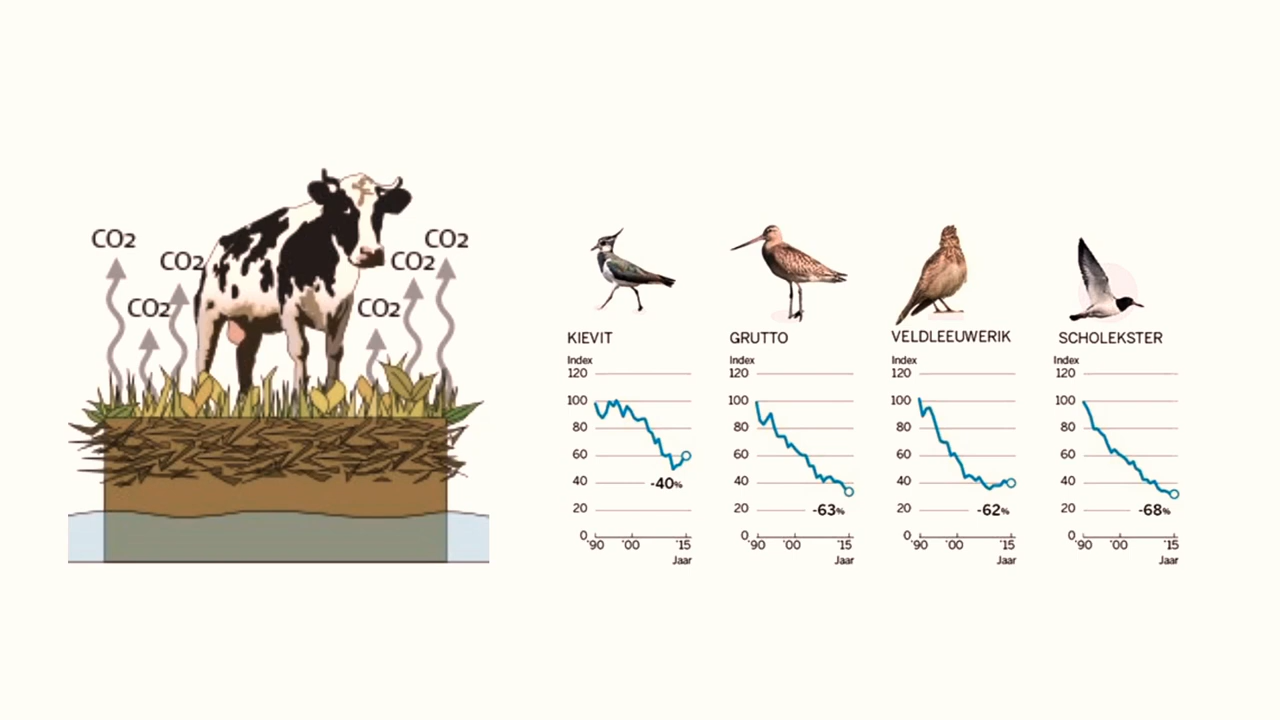 CO2
CO2
CO2
CO2
CO2
CO2
KIEVIT
Index
120
100
80
60
40
20
0
-40%
'90 '00 '15
Jaar
GRUTTO
Index
120
100
80
60
40
20
0
-63%
'90 '00 '15
Jaar
VELDLEEUWERIK
Index
120
100
80
60
40
20
0
-62%
'90 '00 '15
Jaar
SCHOLEKSTER
Index
120
100
80
60
40
20
0
-68%
'90 '00 '15
Jaar